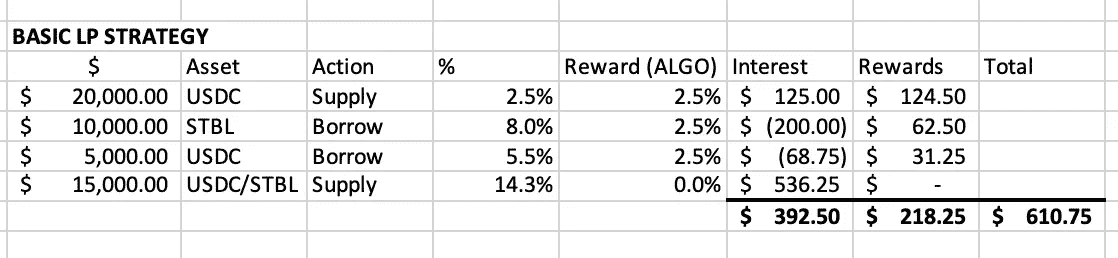 BASIC LP STRATEGY
$ Asset Action % Reward (ALGO) Interest Rewards Total
$ 20,000.00 USDC Supply 2.5% 2.5% $ 125.00 $ 124.50
$ 10,000.00 STBL Borrow 8.0% 2.5% $ (200.00) $ 62.50
$ 5,000.00 USDC Borrow 5.5% 2.5% $ (68.75) $ 31.25
$ 15,000.00 USDC/STBL Supply 14.3% 0.0% $ 536.25 $ -
$ 392.50 $ 218.25 $ 610.75